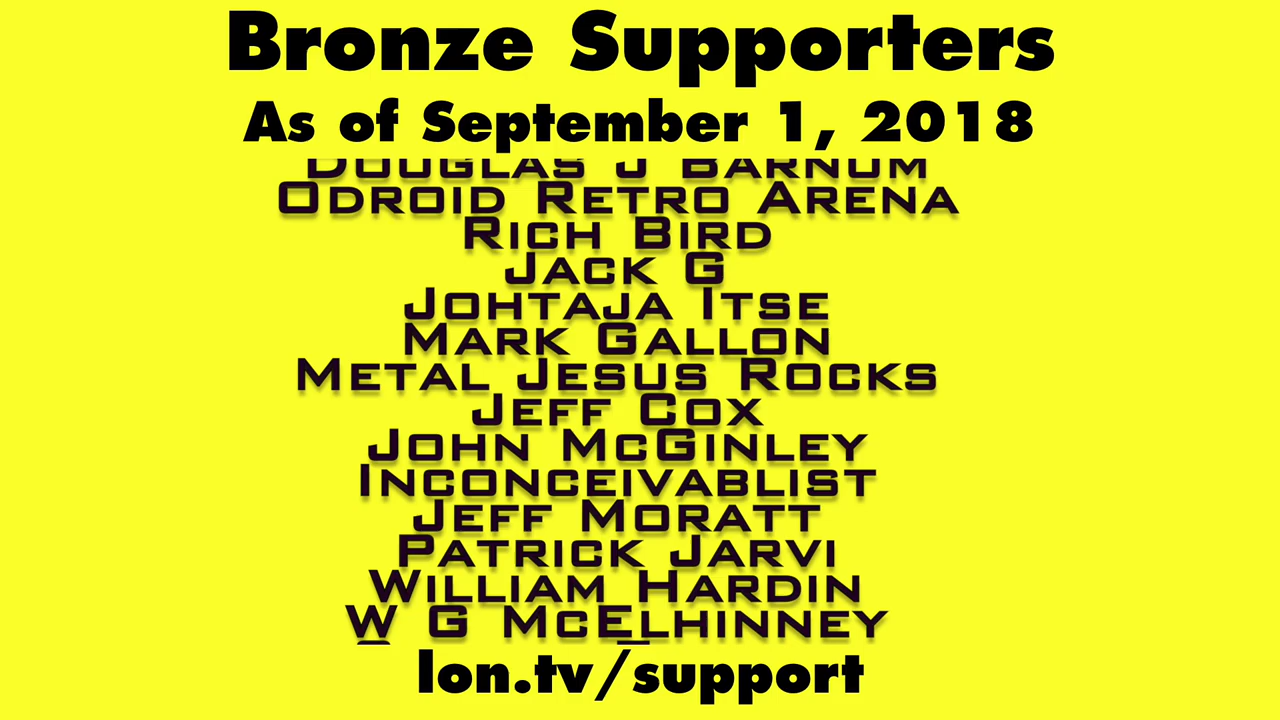 Bronze Supporters
As of September 1, 2018
Douglas J Barnum
Odroid Retro Arena
Rich Bird
Jack G
Johtaja Itse
Mark Gallon
Metal Jesus Rocks
Jeff Cox
John McGinley
Inconceivablist
Jeff Moratt
Patrick Jarvi
William Hardin
W G McElhinney
lon.tv/support